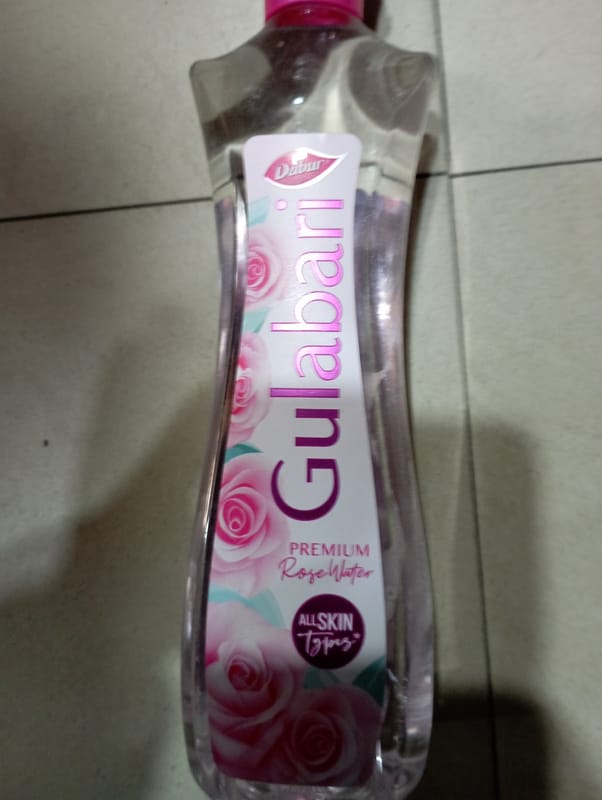 Dabur
Gulabari
PREMIUM
Rose Water
ALL SKIN
Types*